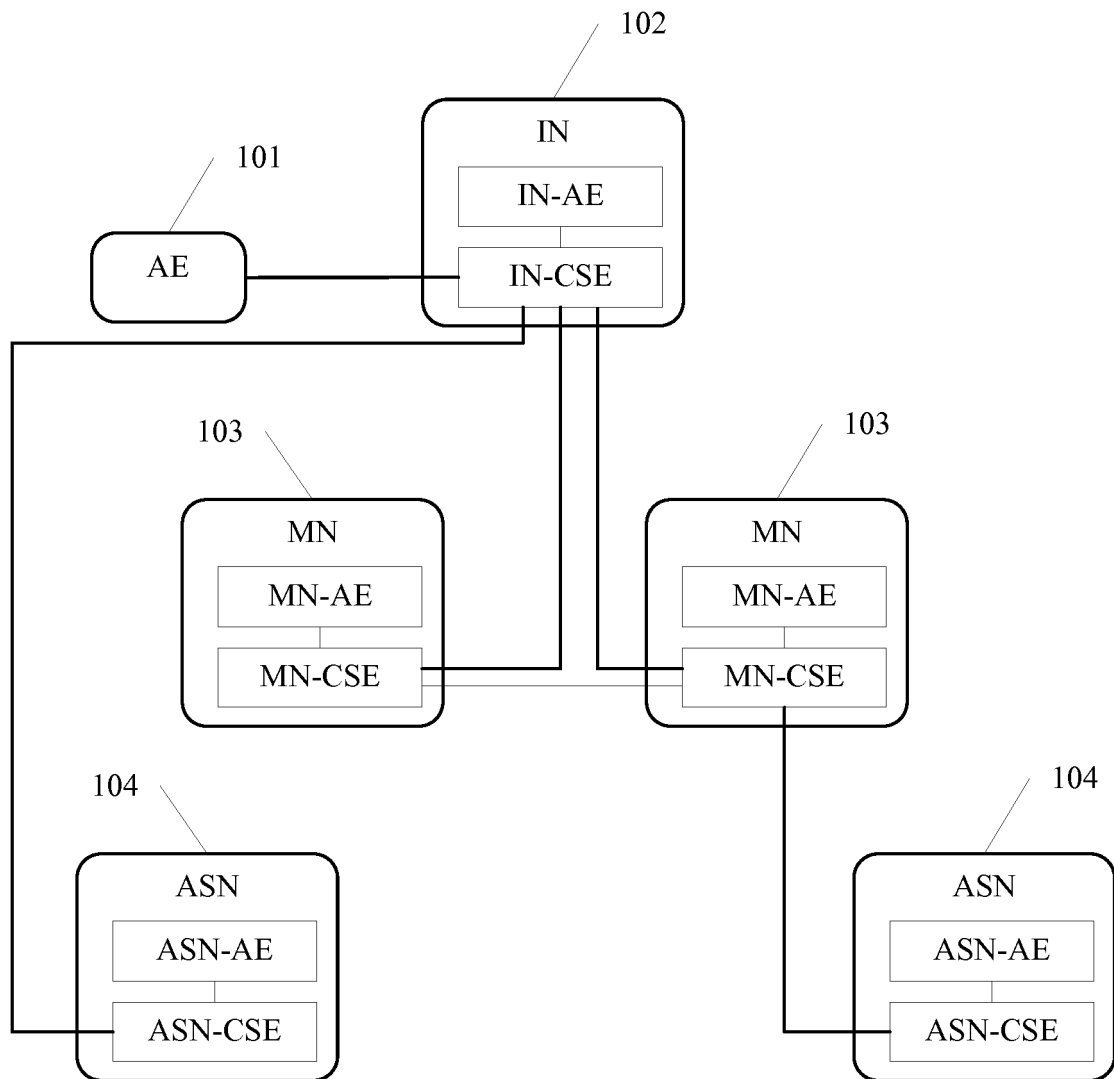 102
IN
101
IN-AE
AE
IN-CSE
103
103
MN
MN
MN-AE
MN-AE
MN-CSE
MN-CSE
104
104
ASN
ASN
ASN-AE
ASN-AE
ASN-CSE
ASN-CSE